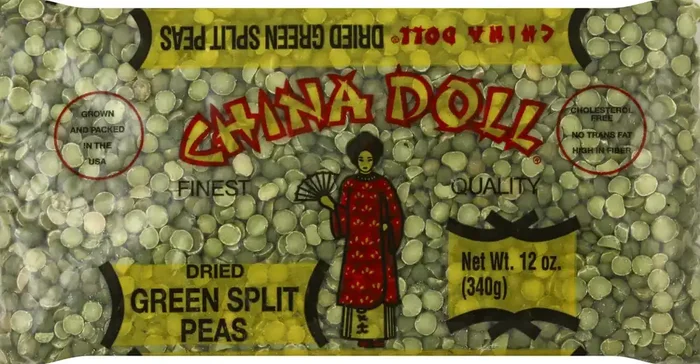 CHINA DOLL® DRIED GREEN SPLIT PEAS
CHINA DOLL®
GROWN
AND PACKED
IN THE
USA
CHOLESTEROL
FREE
NO TRANS FAT
HIGH IN FIBER
FINEST
QUALITY
DRIED
GREEN SPLIT
PEAS
Net Wt. 12 oz.
(340g)